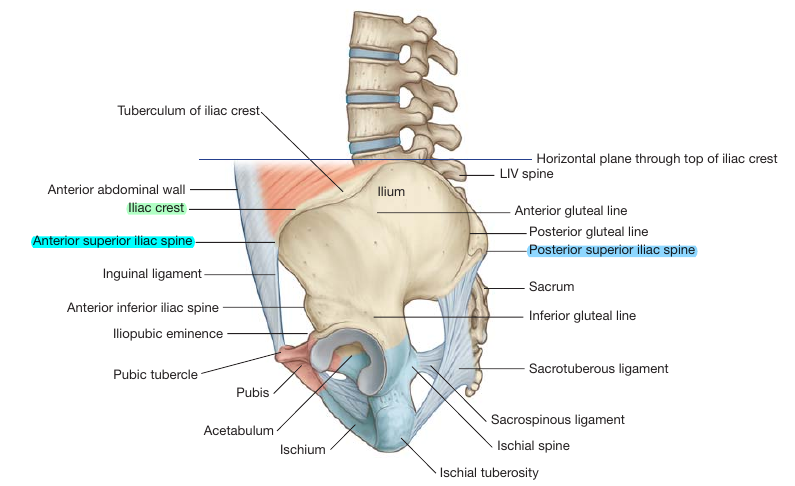 Tuberculum of iliac crest
Horizontal plane through top of iliac crest
LIV spine
Anterior abdominal wall
Ilium
Iliac crest
Anterior gluteal line
Posterior gluteal line
Anterior superior iliac spine
Posterior superior iliac spine
Inguinal ligament
Sacrum
Anterior inferior iliac spine
Inferior gluteal line
Iliopubic eminence
Pubic tubercle
Sacrotuberous ligament
Pubis
Sacrospinous ligament
Acetabulum
Ischial spine
Ischium
Ischial tuberosity